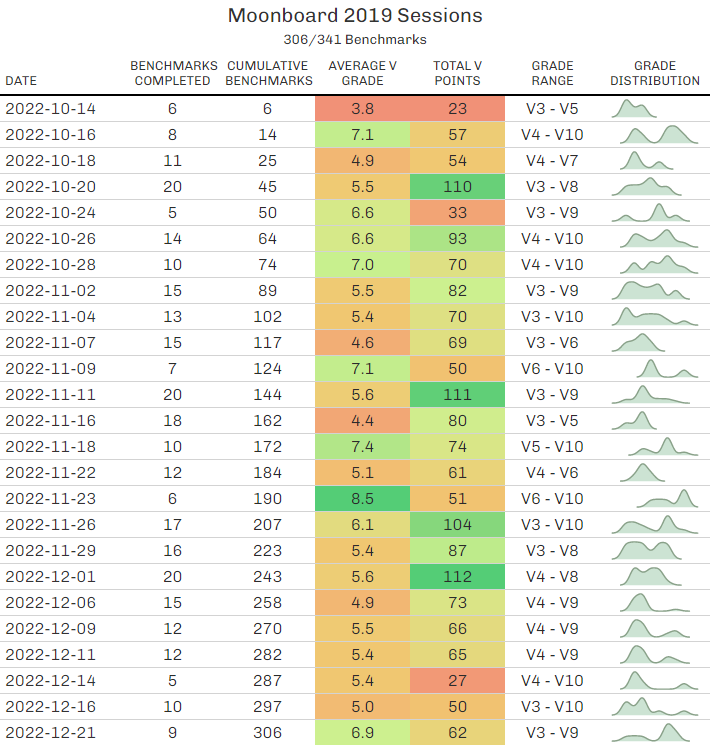 Moonboard 2019 Sessions
306/341 Benchmarks
DATE BENCHMARKS COMPLETED CUMULATIVE BENCHMARKS AVERAGE V GRADE TOTAL V POINTS GRADE RANGE GRADE DISTRIBUTION
2022-10-14 6 6 3.8 23 V3 - V5
2022-10-16 8 14 7.1 57 V4 - V10
2022-10-18 11 25 4.9 54 V4 - V7
2022-10-20 20 45 5.5 110 V3 - V8
2022-10-24 5 50 6.6 33 V3 - V9
2022-10-26 14 64 6.6 93 V4 - V10
2022-10-28 10 74 7.0 70 V4 - V10
2022-11-02 15 89 5.5 82 V3 - V9
2022-11-04 13 102 5.4 70 V3 - V10
2022-11-07 15 117 4.6 69 V3 - V6
2022-11-09 7 124 7.1 50 V6 - V10
2022-11-11 20 144 5.6 111 V3 - V9
2022-11-16 18 162 4.4 80 V3 - V5
2022-11-18 10 172 7.4 74 V5 - V10
2022-11-22 12 184 5.1 61 V4 - V6
2022-11-23 6 190 8.5 51 V6 - V10
2022-11-26 17 207 6.1 104 V3 - V10
2022-11-29 16 223 5.4 87 V3 - V8
2022-12-01 20 243 5.6 112 V4 - V8
2022-12-06 15 258 4.9 73 V4 - V9
2022-12-09 12 270 5.5 66 V4 - V9
2022-12-11 12 282 5.4 65 V4 - V9
2022-12-14 5 287 5.4 27 V4 - V10
2022-12-16 10 297 5.0 50 V3 - V10
2022-12-21 9 306 6.9 62 V3 - V9